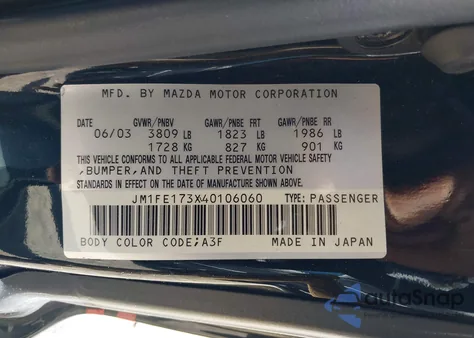 MFD. BY MAZDA MOTOR CORPORATION
DATE GVWR/PNBV GAWR/PNBE FRT GAWR/PNBE RR
06/03 3809 LB 1823 LB 1986 LB
1728 KG 827 KG 901 KG
THIS VEHICLE CONFORMS TO ALL APPLICABLE FEDERAL MOTOR VEHICLE SAFETY
,BUMPER,AND THEFT PREVENTION
STANDARDS IN EFFECT ON THE DATE OF MANUFACTURE SHOWN ABOVE.
JM1FE173X40106060 TYPE: PASSENGER
BODY COLOR CODE;A3F MADE IN JAPAN
autoSnap